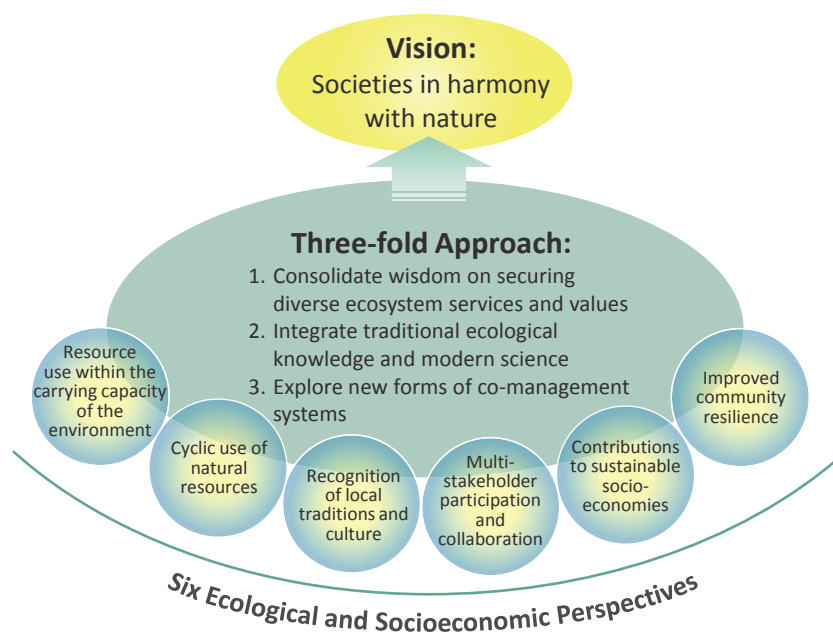 Vision:
Societies in harmony
with nature
Three-fold Approach:
1. Consolidate wisdom on securing
diverse ecosystem services and values
2. Integrate traditional ecological
knowledge and modern science
3. Explore new forms of co-management
systems
Resource
use within the
carrying capacity
of the
environment
Cyclic use of
natural
resources
Recognition
of local
traditions and
culture
Multi-
stakeholder
participation
and
collaboration
Contributions
to sustainable
socio-
economies
Improved
community
resilience
Six Ecological and Socioeconomic Perspectives